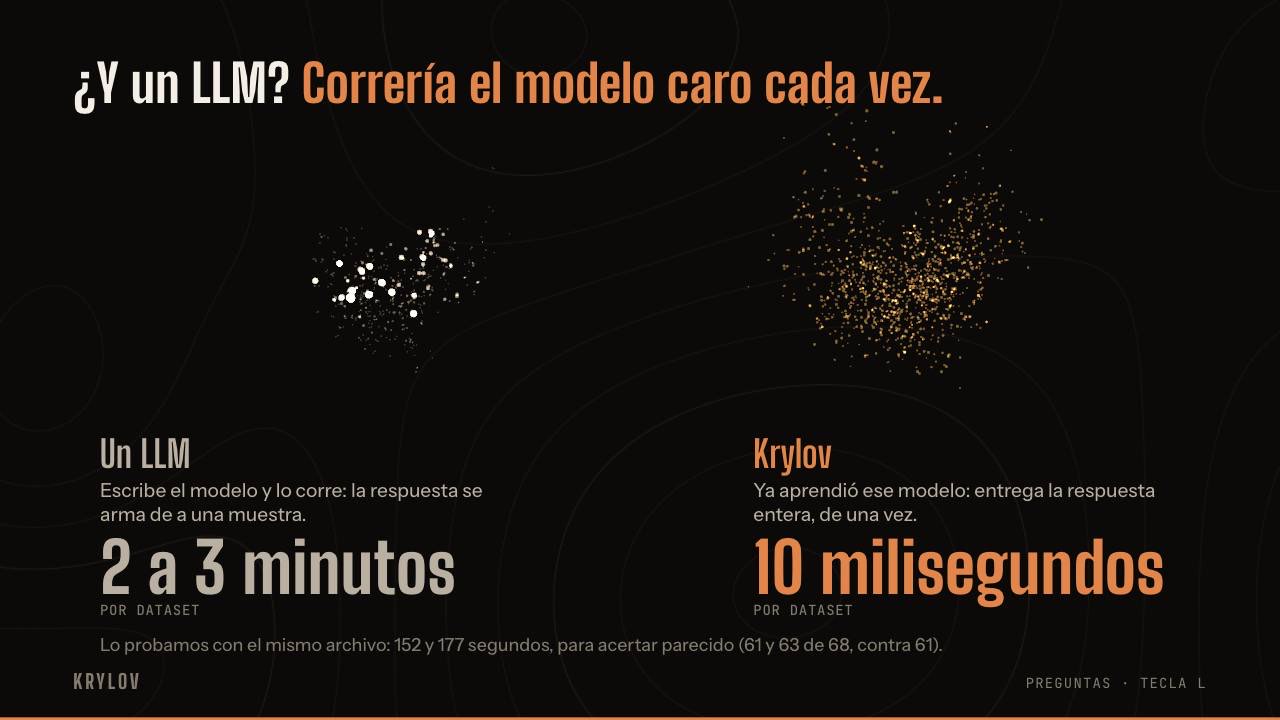 ¿Y un LLM? Correría el modelo caro cada vez.
Un LLM
Escribe el modelo y lo corre: la respuesta se
arma de a una muestra.
2 a 3 minutos
POR DATASET
Krylov
Ya aprendió ese modelo: entrega la respuesta
entera, de una vez.
10 milisegundos
POR DATASET
Lo probamos con el mismo archivo: 152 y 177 segundos, para acertar parecido (61 y 63 de 68, contra 61).
KRYLOV
PREGUNTAS · TECLA L